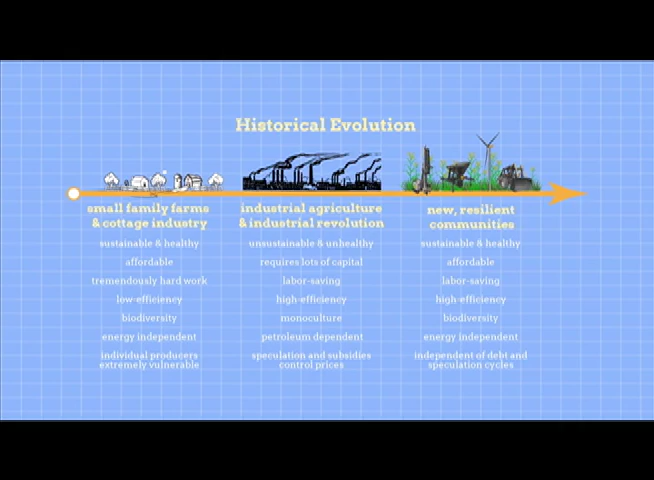 Historical Evolution
small family farms
& cottage industry
sustainable & healthy
affordable
tremendously hard work
low-efficiency
biodiversity
energy independent
individual producers
extremely vulnerable
industrial agriculture
& industrial revolution
unsustainable & unhealthy
requires lots of capital
labor-saving
high-efficiency
monoculture
petroleum dependent
speculation and subsidies
control prices
new, resilient
communities
sustainable & healthy
affordable
labor-saving
high-efficiency
biodiversity
energy independent
independent of debt and
speculation cycles